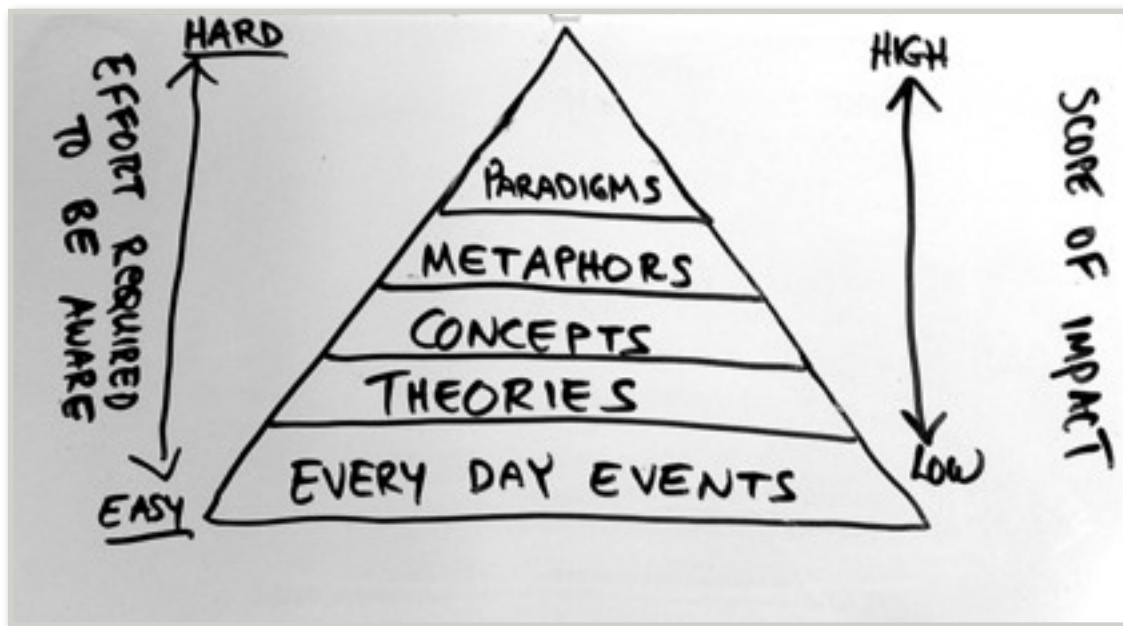 HARD
HIGH
EFFORT REQUIRED
TO BE AWARE
SCOPE OF IMPACT
PARADIGMS
METAPHORS
CONCEPTS
THEORIES
EVERY DAY EVENTS
EASY
LOW